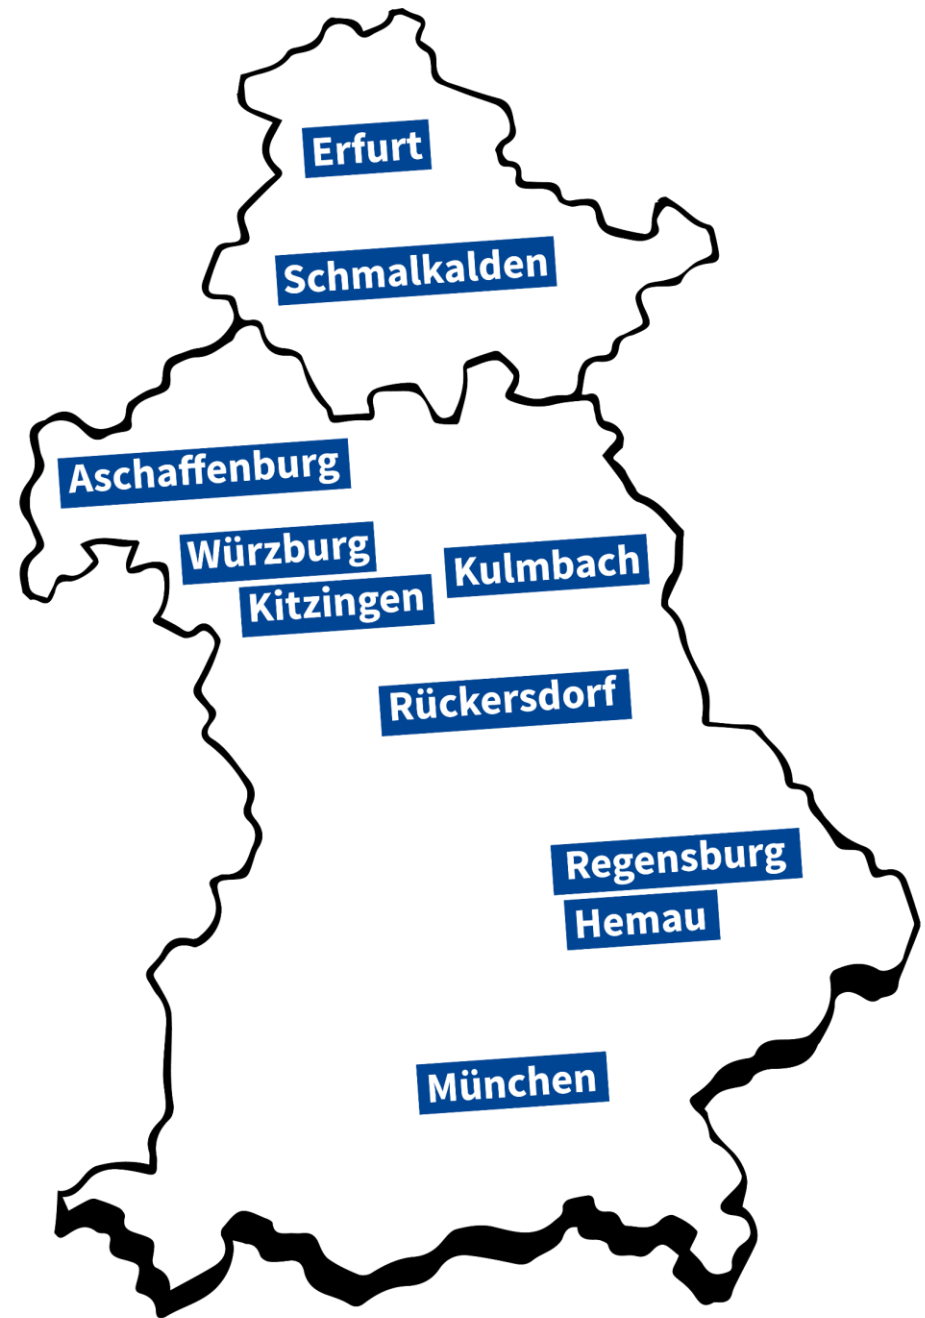 Erfurt
Schmalkalden
Aschaffenburg
Würzburg
Kulmbach
Kitzingen
Rückersdorf
Regensburg
Hemau
München